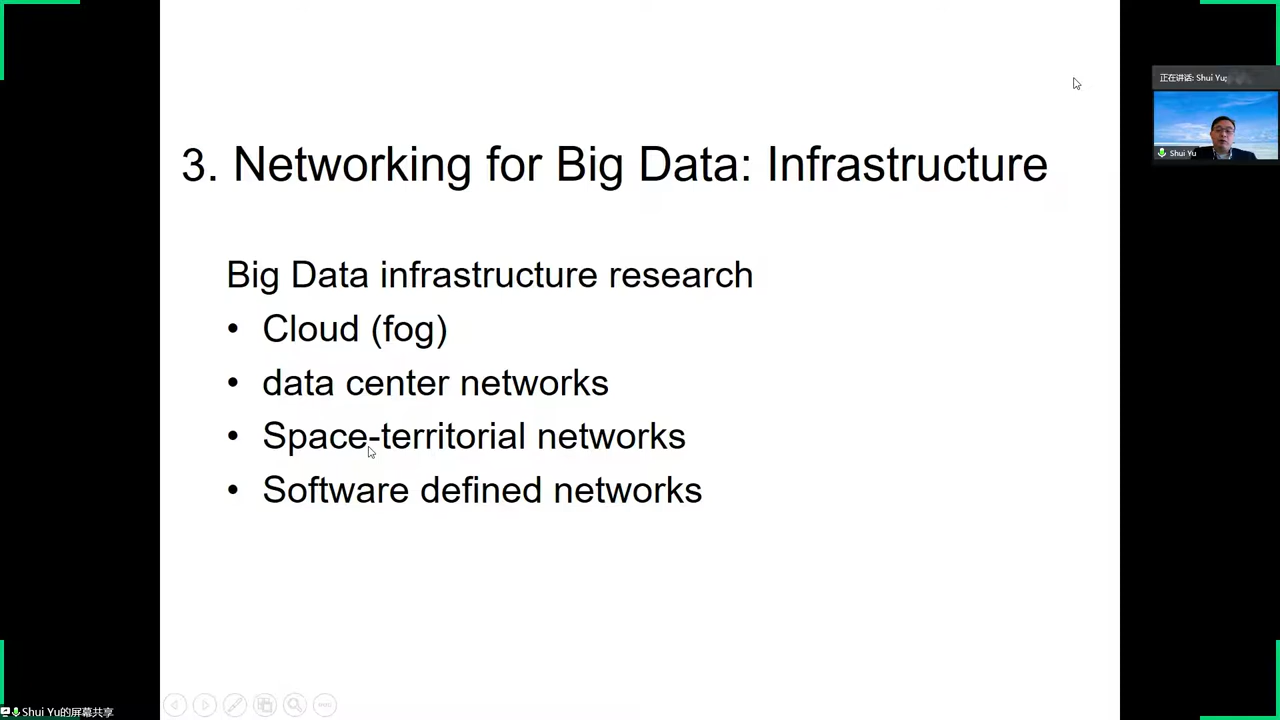 正在讲话: Shui Yu;
Shui Yu
3. Networking for Big Data: Infrastructure
Big Data infrastructure research
• Cloud (fog)
• data center networks
• Space-territorial networks
• Software defined networks
Shui Yu的屏幕共享